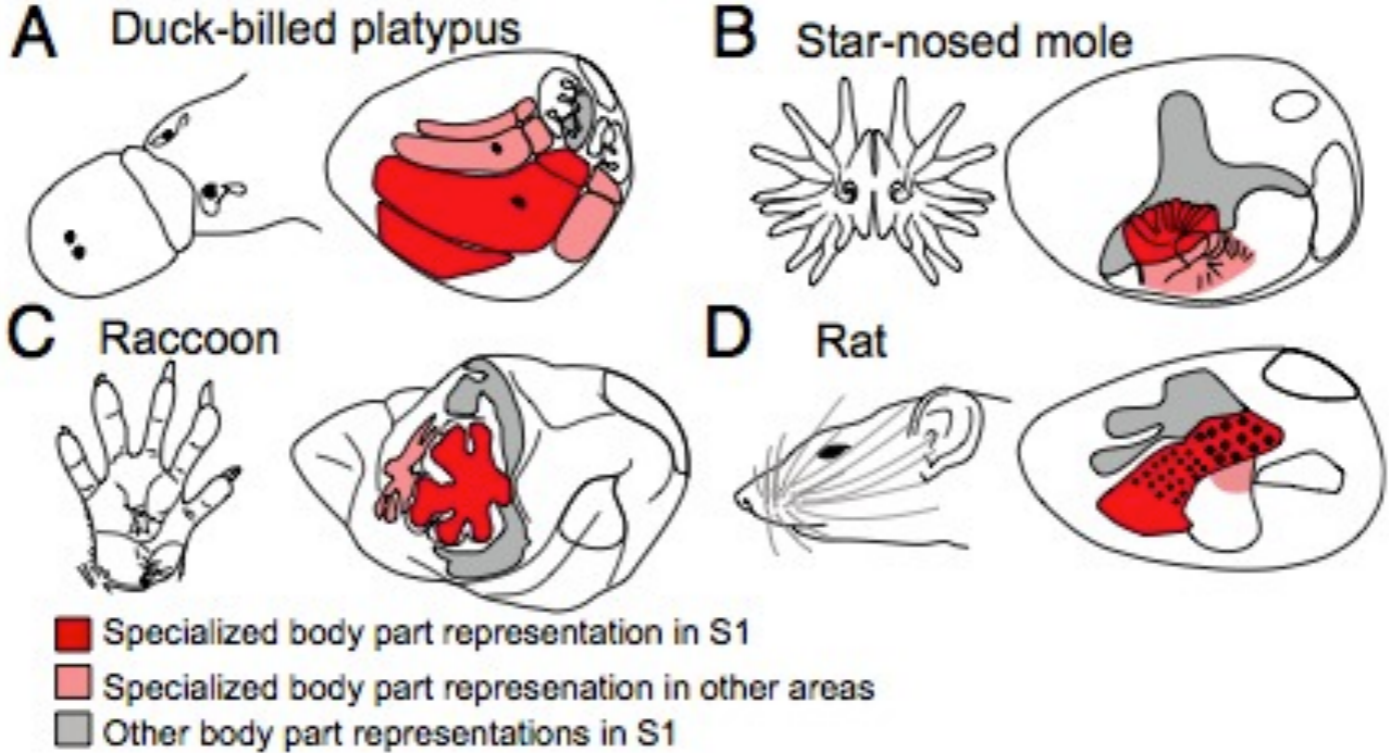 A Duck-billed platypus
B Star-nosed mole
C Raccoon
D Rat
Specialized body part representation in S1
Specialized body part represenation in other areas
Other body part representations in S1